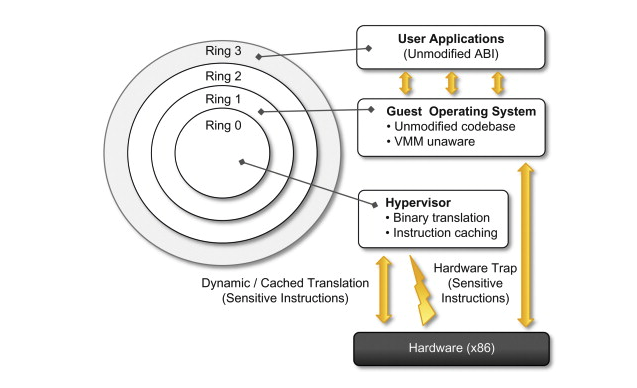 Ring 3
Ring 2
Ring 1
Ring 0
User Applications
(Unmodified ABI)
Guest Operating System
• Unmodified codebase
• VMM unaware
Hypervisor
• Binary translation
• Instruction caching
Dynamic / Cached Translation
(Sensitive Instructions)
Hardware Trap
(Sensitive
Instructions)
Hardware (x86)